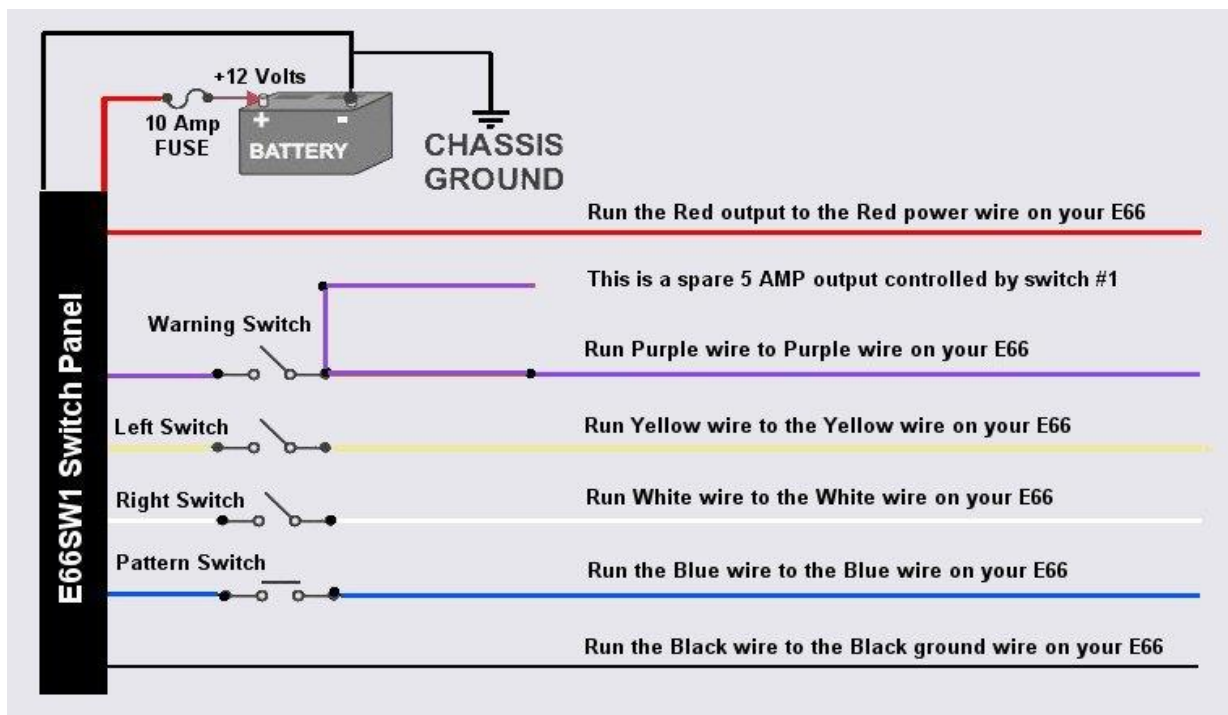 +12 Volts
10 Amp
FUSE
+ -
BATTERY
CHASSIS
GROUND
E66SW1 Switch Panel
Run the Red output to the Red power wire on your E66
This is a spare 5 AMP output controlled by switch #1
Warning Switch
Run Purple wire to Purple wire on your E66
Left Switch
Run Yellow wire to the Yellow wire on your E66
Right Switch
Run White wire to the White wire on your E66
Pattern Switch
Run the Blue wire to the Blue wire on your E66
Run the Black wire to the Black ground wire on your E66